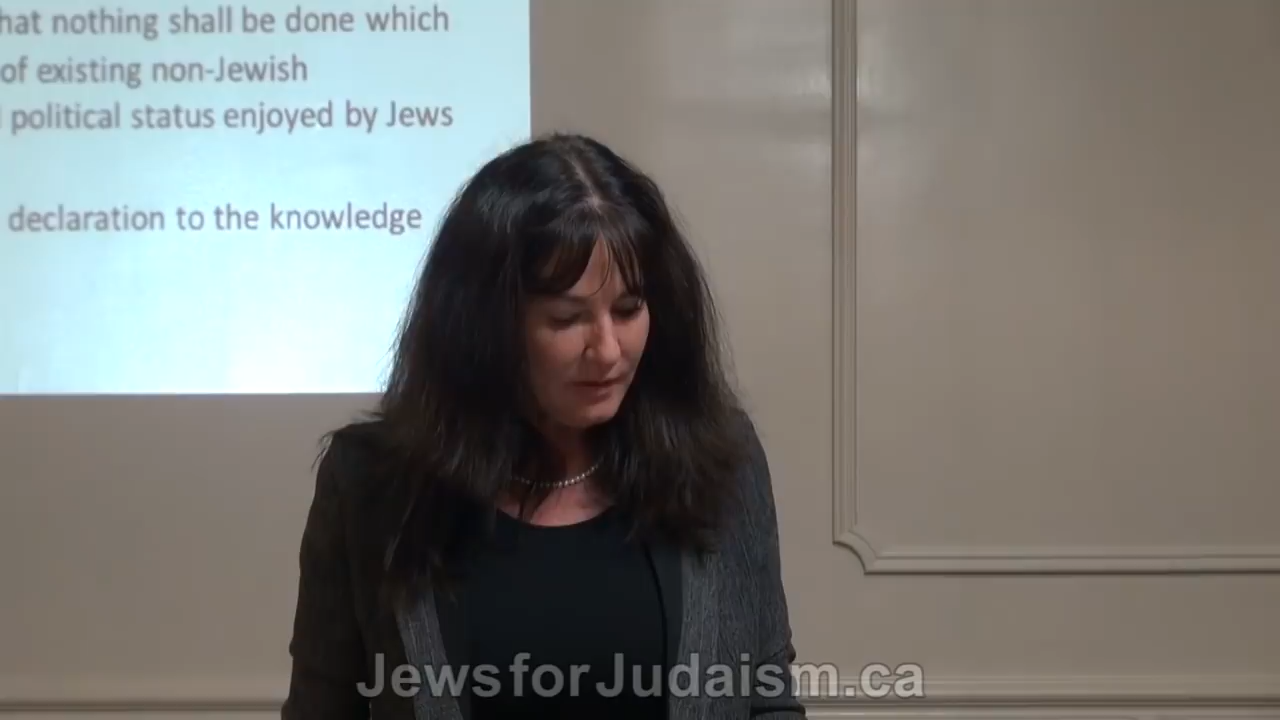 hat nothing shall be done which
of existing non-Jewish
political status enjoyed by Jews
declaration to the knowledge
JewsforJudaism.ca